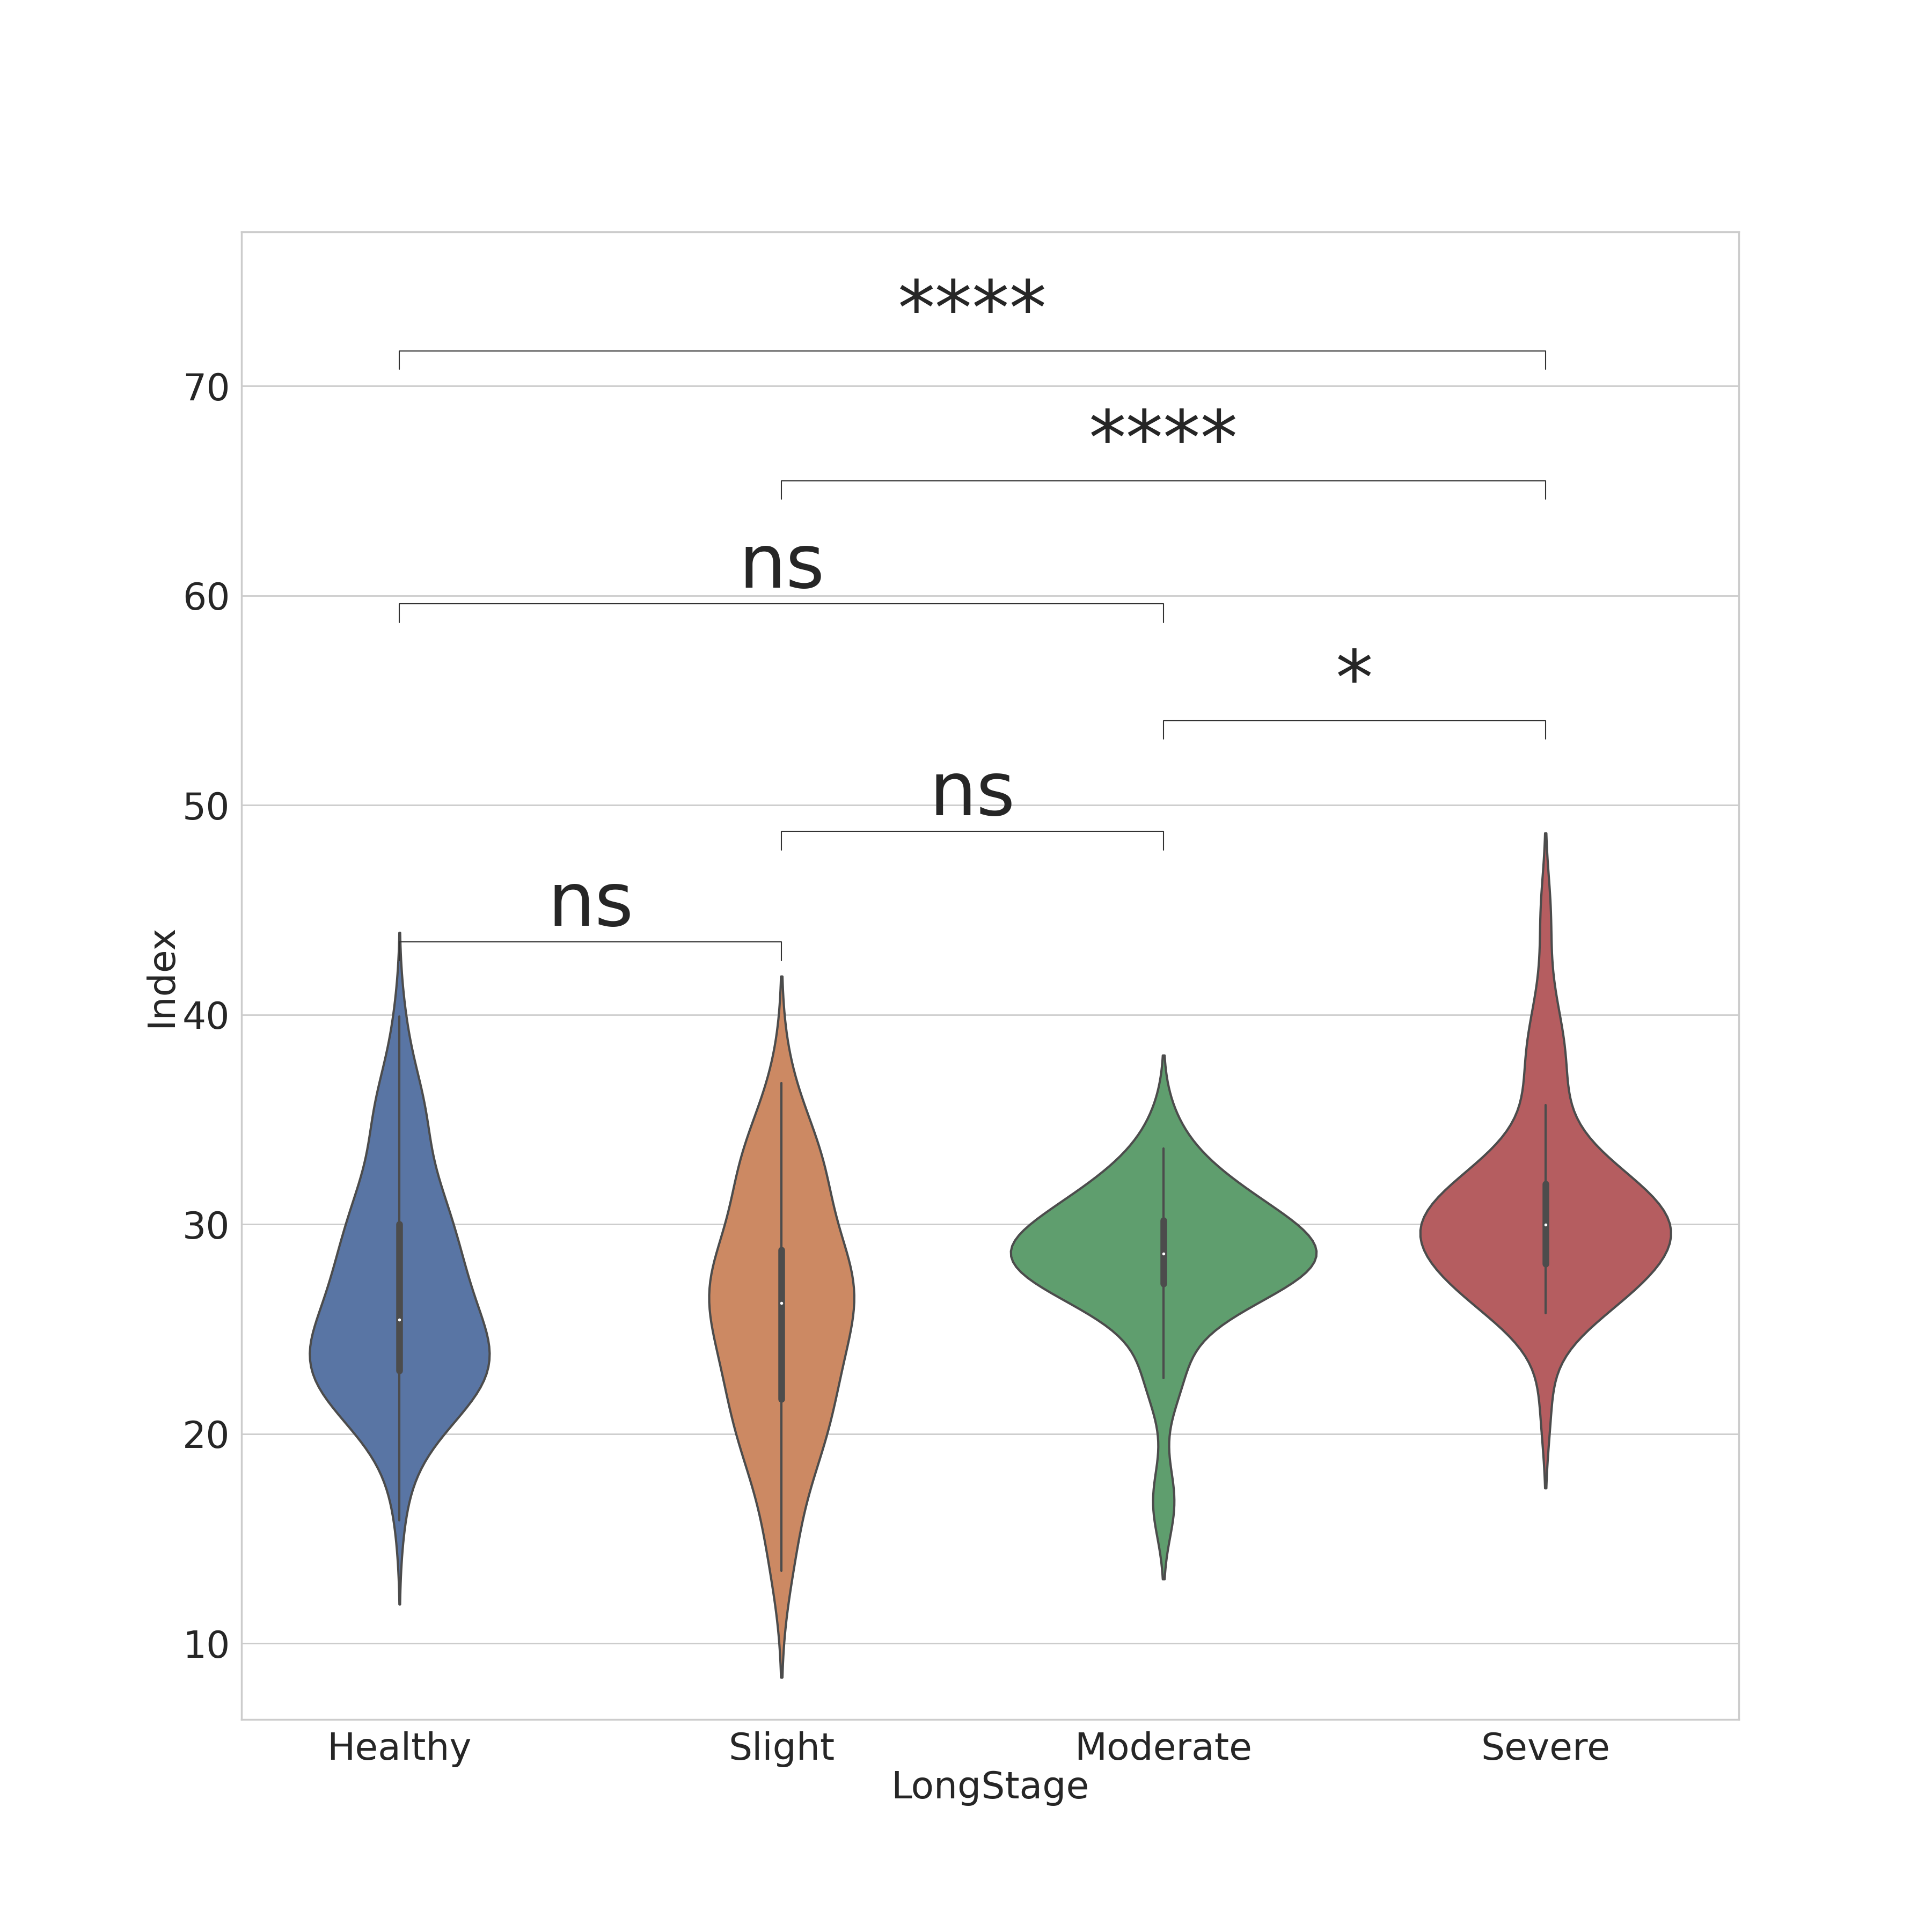 ****
70
****
ns
60
*
ns
50
ns
Index
40
30
20
10
Healthy Slight Moderate Severe
LongStage